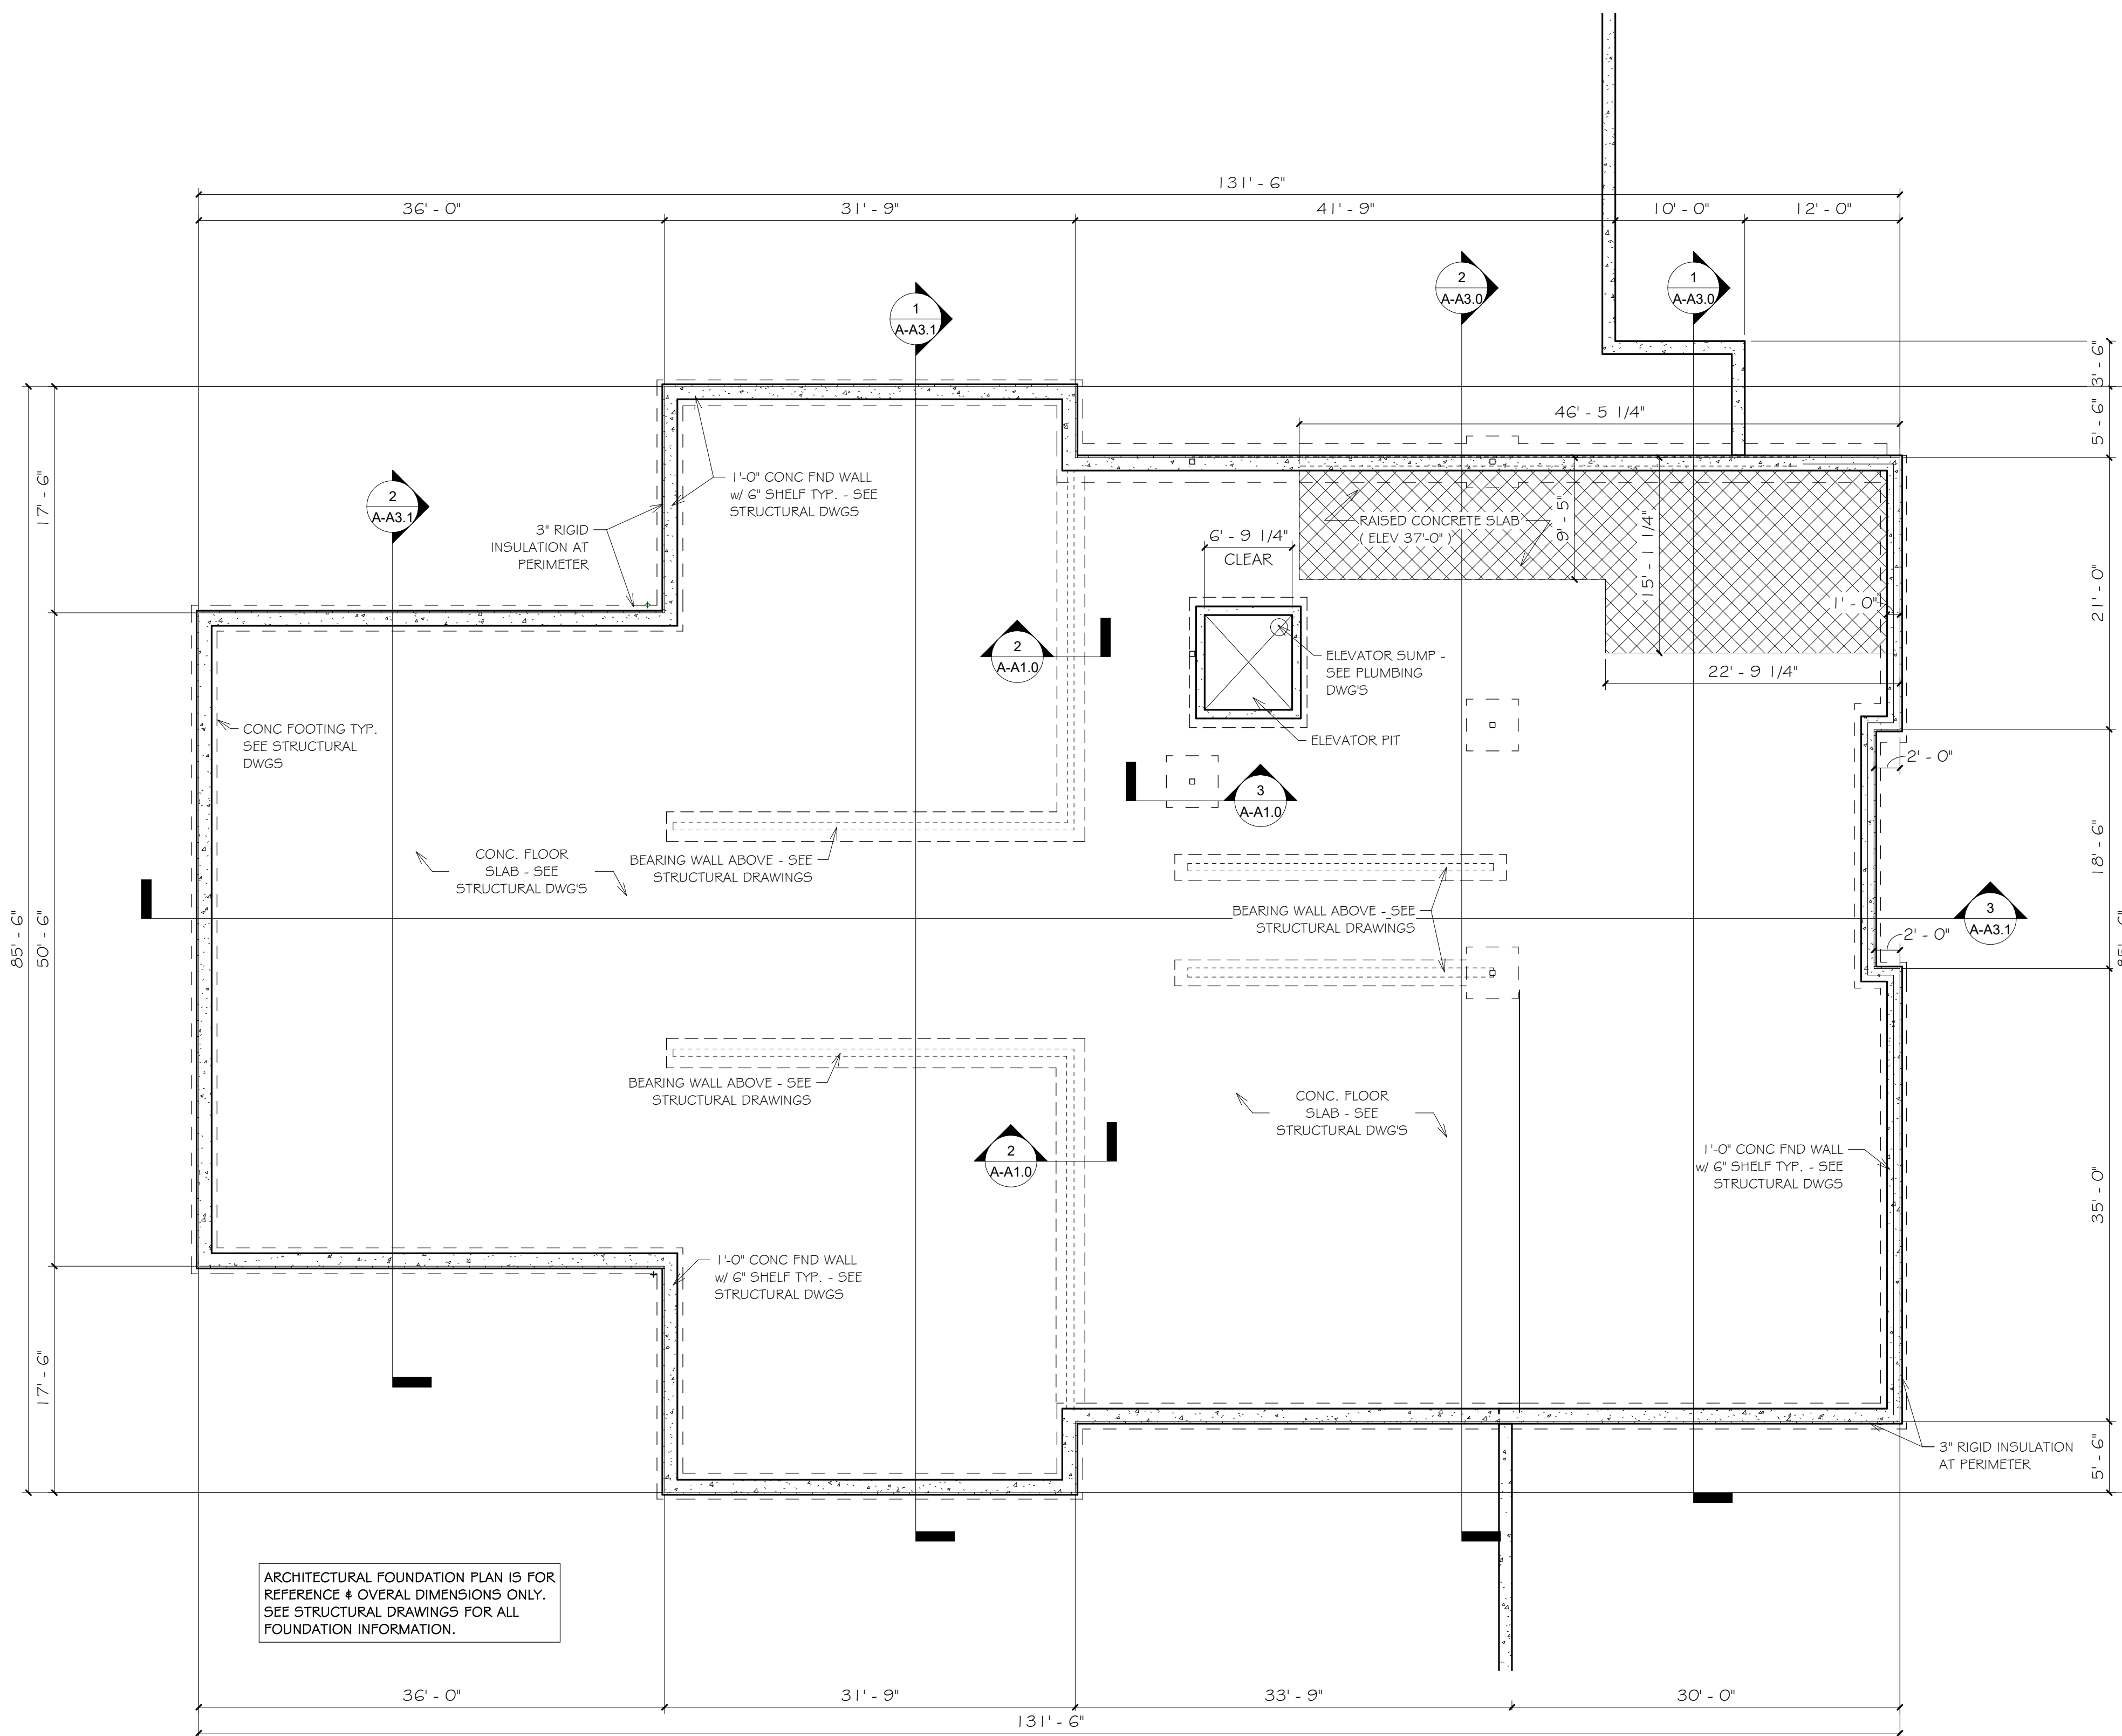 131' - 6"
36' - 0"
31' - 9"
41' - 9"
10' - 0"
12' - 0"
1
A-A3.1
2
A-A3.0
1
A-A3.0
3' - 6"
5' - 6"
46' - 5 1/4"
17' - 6"
2
A-A3.1
1'-0" CONC FND WALL
w/ 6" SHELF TYP. - SEE
STRUCTURAL DWGS
3" RIGID
INSULATION AT
PERIMETER
RAISED CONCRETE SLAB
( ELEV 37'-0" )
9' - 5"
15' - 1 1/4"
6' - 9 1/4"
CLEAR
1' - 0"
21' - 0"
2
A-A1.0
ELEVATOR SUMP -
SEE PLUMBING
DWG'S
22' - 9 1/4"
ELEVATOR PIT
CONC FOOTING TYP.
SEE STRUCTURAL
DWGS
2' - 0"
3
A-A1.0
CONC. FLOOR
SLAB - SEE
STRUCTURAL DWG'S
BEARING WALL ABOVE - SEE
STRUCTURAL DRAWINGS
18' - 6"
BEARING WALL ABOVE - SEE
STRUCTURAL DRAWINGS
85' - 6"
50' - 6"
2' - 0"
3
A-A3.1
85' - 6"
BEARING WALL ABOVE - SEE
STRUCTURAL DRAWINGS
CONC. FLOOR
SLAB - SEE
STRUCTURAL DWG'S
2
A-A1.0
1'-0" CONC FND WALL
w/ 6" SHELF TYP. - SEE
STRUCTURAL DWGS
35' - 0"
1'-0" CONC FND WALL
w/ 6" SHELF TYP. - SEE
STRUCTURAL DWGS
17' - 6"
3" RIGID INSULATION
AT PERIMETER
5' - 6"
ARCHITECTURAL FOUNDATION PLAN IS FOR
REFERENCE & OVERAL DIMENSIONS ONLY.
SEE STRUCTURAL DRAWINGS FOR ALL
FOUNDATION INFORMATION.
36' - 0"
31' - 9"
33' - 9"
30' - 0"
131' - 6"